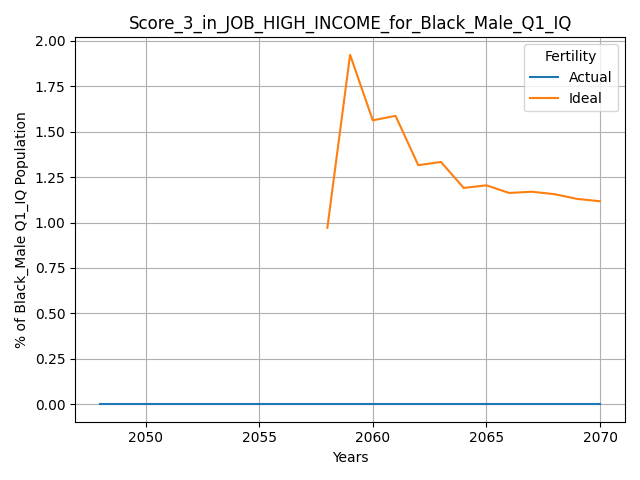 Score_3_in_JOB_HIGH_INCOME_for_Black_Male_Q1_IQ
Fertility
Actual
Ideal
% of Black_Male Q1_IQ Population
2.00
1.75
1.50
1.25
1.00
0.75
0.50
0.25
0.00
2050
2055
2060
2065
2070
Years